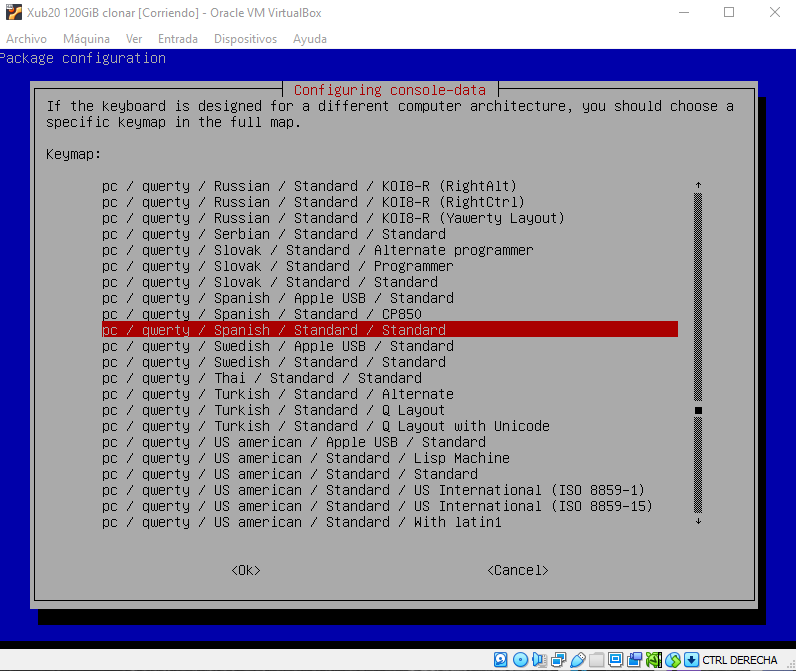 Xub20 120GiB clonar [Corriendo] - Oracle VM VirtualBox
Archivo Máquina Ver Entrada Dispositivos Ayuda
Package configuration
Configuring console-data
If the keyboard is designed for a different computer architecture, you should choose a
specific keymap in the full map.
Keymap:
pc / qwerty / Russian / Standard / KOI8-R (RightAlt)
pc / qwerty / Russian / Standard / KOI8-R (RightCtrl)
pc / qwerty / Russian / Standard / KOI8-R (Yawerty Layout)
pc / qwerty / Serbian / Standard / Standard
pc / qwerty / Slovak / Standard / Alternate programmer
pc / qwerty / Slovak / Standard / Programmer
pc / qwerty / Slovak / Standard / Standard
pc / qwerty / Spanish / Apple USB / Standard
pc / qwerty / Spanish / Standard / CP850
pc / qwerty / Spanish / Standard / Standard
pc / qwerty / Swedish / Apple USB / Standard
pc / qwerty / Swedish / Standard / Standard
pc / qwerty / Thai / Standard / Standard
pc / qwerty / Turkish / Standard / Alternate
pc / qwerty / Turkish / Standard / Q Layout
pc / qwerty / Turkish / Standard / Q Layout with Unicode
pc / qwerty / US american / Apple USB / Standard
pc / qwerty / US american / Standard / Lisp Machine
pc / qwerty / US american / Standard / Standard
pc / qwerty / US american / Standard / US International (ISO 8859-1)
pc / qwerty / US american / Standard / US International (ISO 8859-15)
pc / qwerty / US american / Standard / With latin1
<Ok> <Cancel>
CTRL DERECHA